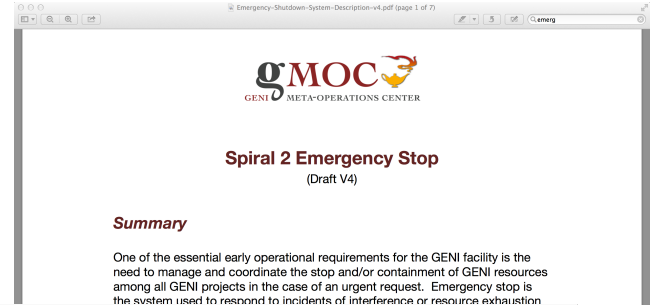 Emergency-Shutdown-System-Description-v4.pdf (page 1 of 7)
emerg
gMOC
GENI META-OPERATIONS CENTER
Spiral 2 Emergency Stop
(Draft V4)
Summary
One of the essential early operational requirements for the GENI facility is the
need to manage and coordinate the stop and/or containment of GENI resources
among all GENI projects in the case of an urgent request. Emergency stop is
the system used to respond to incidents of interference or resource exhaustion